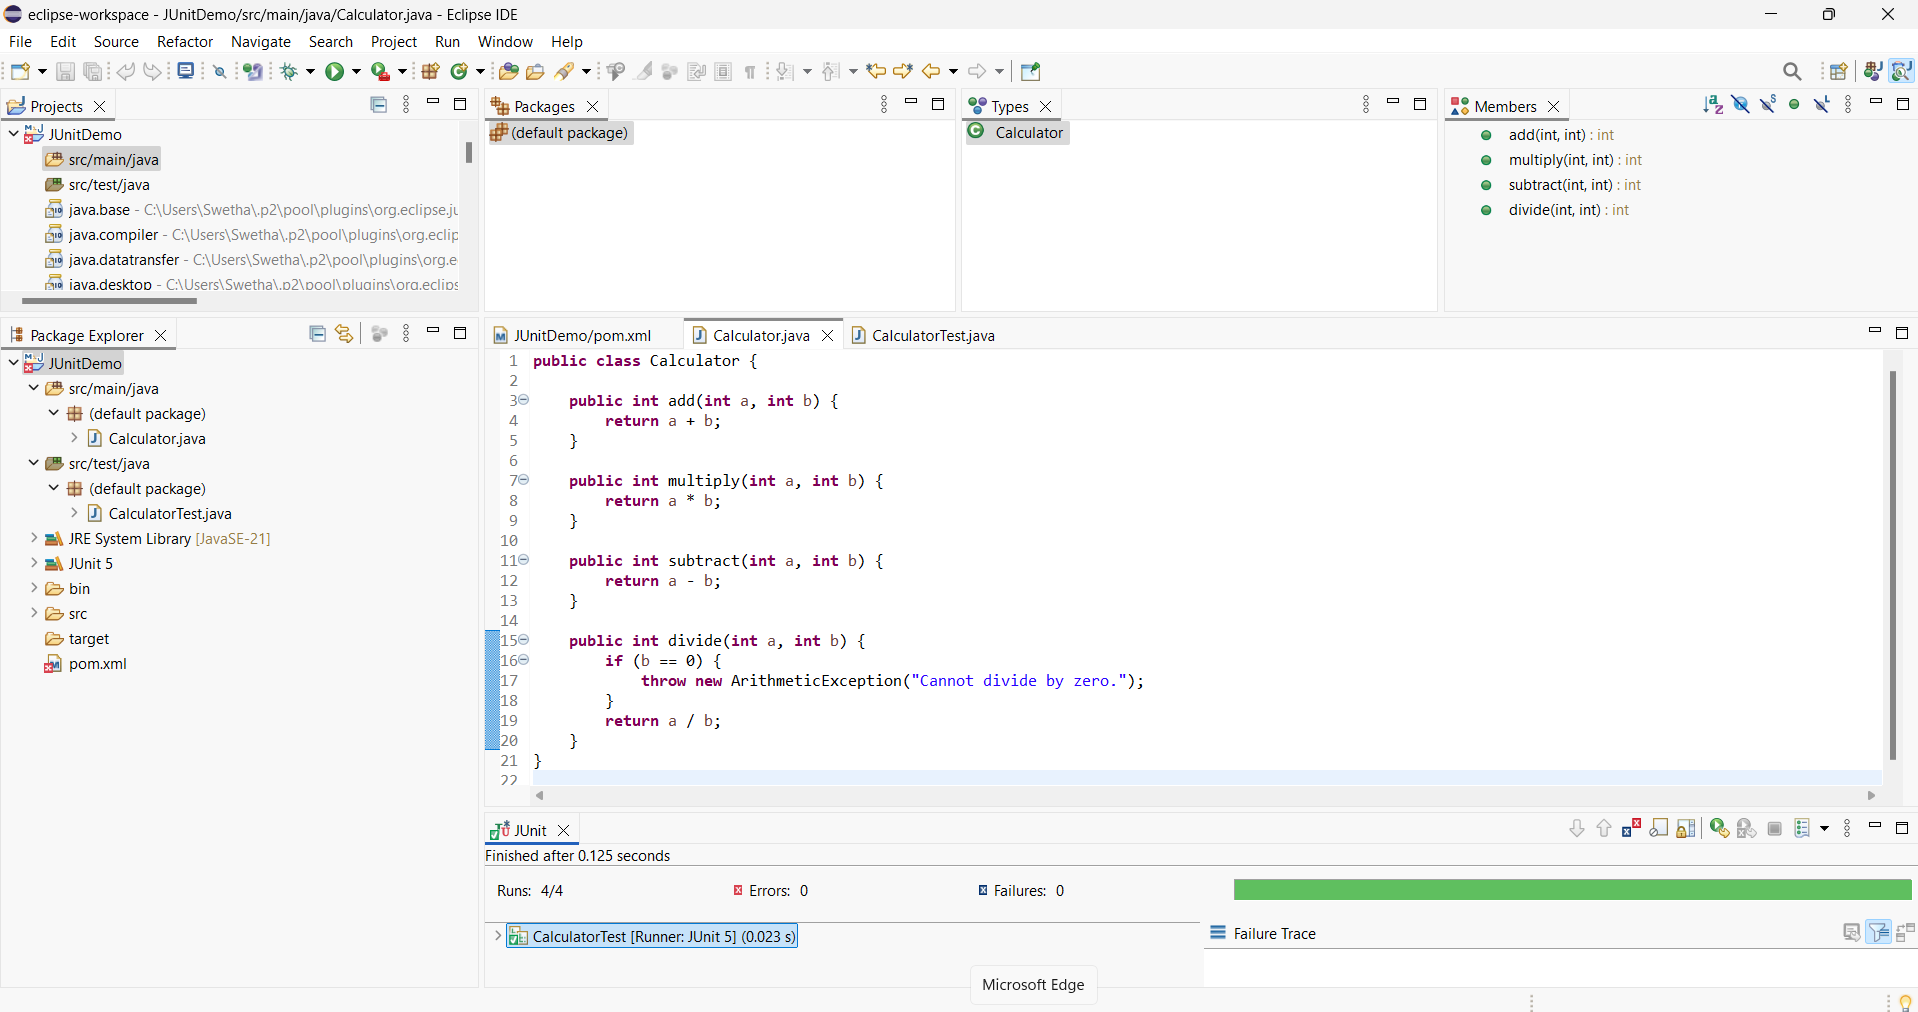 eclipse-workspace - JUnitDemo/src/main/java/Calculator.java - Eclipse IDE
File Edit Source Refactor Navigate Search Project Run Window Help
Projects
JUnitDemo
src/main/java
src/test/java
java.base - C:\Users\Swetha\.p2\pool\plugins\org.eclipse.ju
java.compiler - C:\Users\Swetha\.p2\pool\plugins\org.eclip
java.datatransfer - C:\Users\Swetha\.p2\pool\plugins\org.e
java.desktop - C:\Users\Swetha\.p2\pool\plugins\org.eclips
Packages
(default package)
Types
Calculator
Members
add(int, int) : int
multiply(int, int) : int
subtract(int, int) : int
divide(int, int) : int
Package Explorer
JUnitDemo
src/main/java
(default package)
Calculator.java
src/test/java
(default package)
CalculatorTest.java
JRE System Library [JavaSE-21]
JUnit 5
bin
src
target
pom.xml
JUnitDemo/pom.xml Calculator.java CalculatorTest.java
1 public class Calculator {
2
3 public int add(int a, int b) {
4 return a + b;
5 }
6
7 public int multiply(int a, int b) {
8 return a * b;
9 }
10
11 public int subtract(int a, int b) {
12 return a - b;
13 }
14
15 public int divide(int a, int b) {
16 if (b == 0) {
17 throw new ArithmeticException("Cannot divide by zero.");
18 }
19 return a / b;
20 }
21 }
22
JUnit
Finished after 0.125 seconds
Runs: 4/4 Errors: 0 Failures: 0
CalculatorTest [Runner: JUnit 5] (0.023 s)
Failure Trace
Microsoft Edge